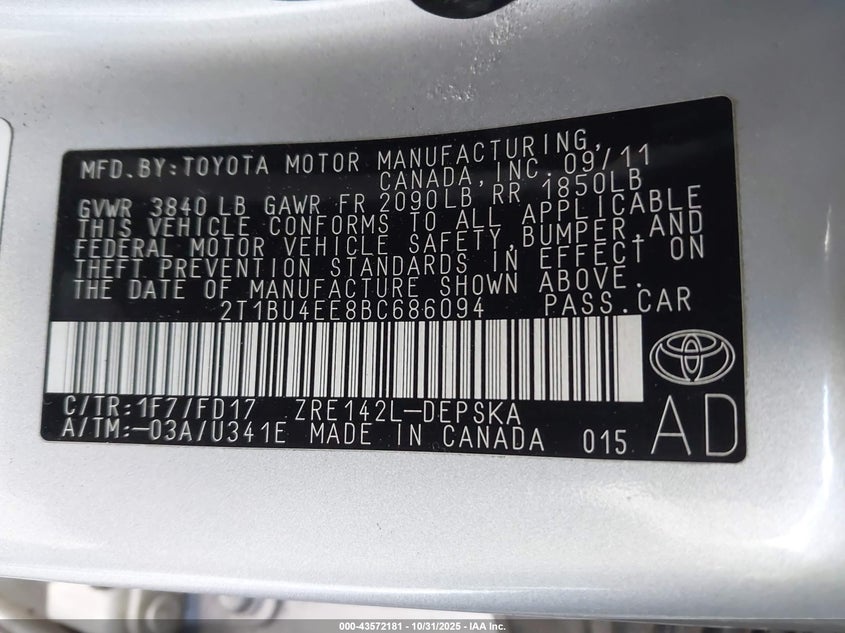 MFD.BY:TOYOTA MOTOR MANUFACTURING,
CANADA,INC.09/11
GVWR 3840LB GAWR FR 2090LB RR 1850LB
THIS VEHICLE CONFORMS TO ALL APPLICABLE
FEDERAL MOTOR VEHICLE SAFETY,BUMPER,AND
THEFT PREVENTION STANDARDS IN EFFECT ON
THE DATE OF MANUFACTURE SHOWN ABOVE.
2T1BU4EE8BC686094 PASS.CAR
C/TR:1F7/FD17 ZRE142L-DEPSKA
A/TM:-03A/U341E MADE IN CANADA 015 AD
000-43572181 - 10/31/2025 - IAA Inc.